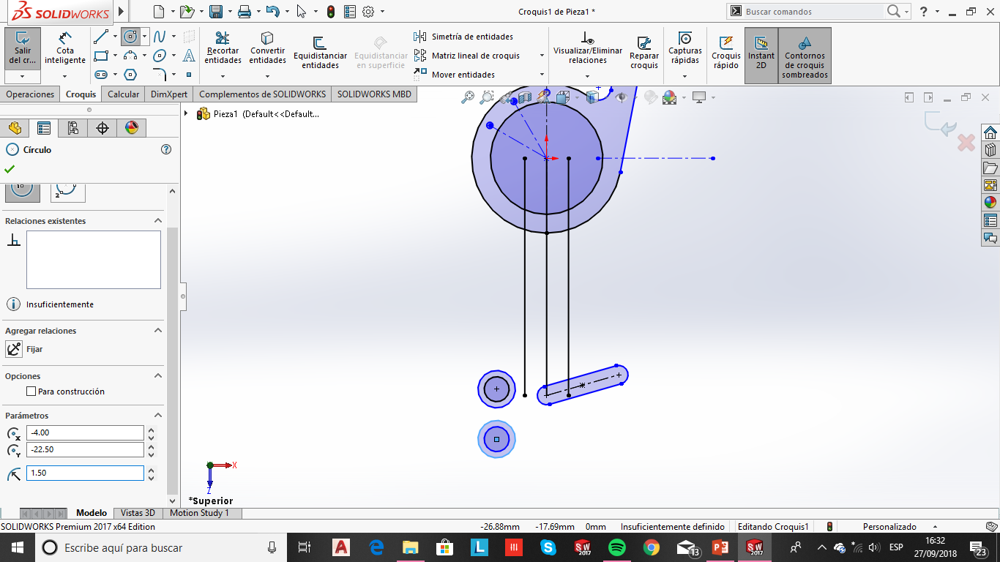 SOLIDWORKS
Croquis1 de Pieza1 *
Buscar comandos
Salir del cr...
Cota inteligente
Recortar entidades
Convertir entidades
Equidistanciar entidades
Equidistanciar en superficie
Simetría de entidades
Matriz lineal de croquis
Mover entidades
Visualizar/Eliminar relaciones
Reparar croquis
Capturas rápidas
Croquis rápido
Instant 2D
Contornos de croquis sombreados
Operaciones
Croquis
Calcular
DimXpert
Complementos de SOLIDWORKS
SOLIDWORKS MBD
Pieza1 (Default<<Default...
Círculo
Relaciones existentes
Insuficientemente
Agregar relaciones
Fijar
Opciones
Para construcción
Parámetros
-4.00
-22.50
1.50
X
Z
*Superior
Modelo
Vistas 3D
Motion Study 1
SOLIDWORKS Premium 2017 x64 Edition
-26.88mm
-17.69mm
0mm
Insuficientemente definido
Editando Croquis1
Personalizado
Escribe aquí para buscar
13
SW 2017
ESP
16:32
27/09/2018
23